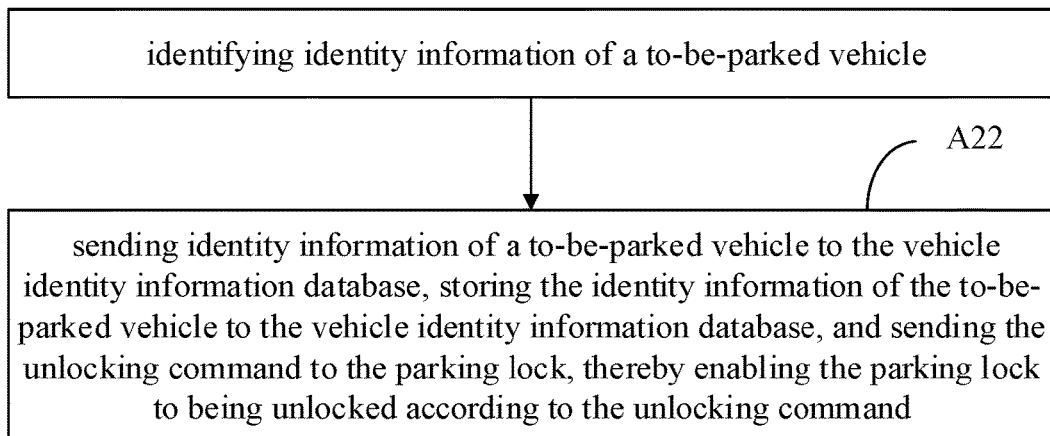 identifying identity information of a to-be-parked vehicle
A22
sending identity information of a to-be-parked vehicle to the vehicle
identity information database, storing the identity information of the to-be-
parked vehicle to the vehicle identity information database, and sending the
unlocking command to the parking lock, thereby enabling the parking lock
to being unlocked according to the unlocking command